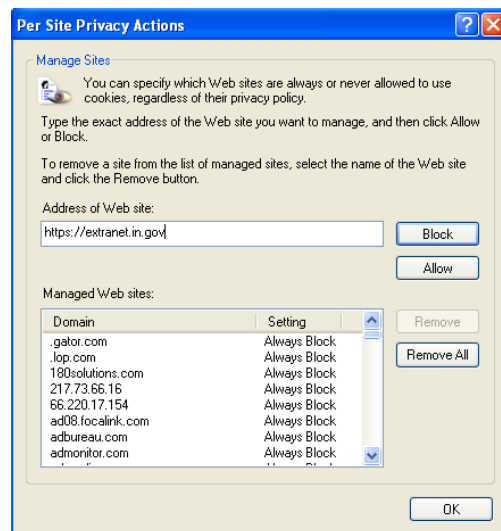 Per Site Privacy Actions
Manage Sites
You can specify which Web sites are always or never allowed to use
cookies, regardless of their privacy policy.
Type the exact address of the Web site you want to manage, and then click Allow
or Block.
To remove a site from the list of managed sites, select the name of the Web site
and click the Remove button.
Address of Web site:
https://extranet.in.gov
Block
Allow
Managed Web sites:
Domain Setting
Remove
.gator.com Always Block
.lop.com Always Block
Remove All
180solutions.com Always Block
217.73.66.16 Always Block
66.220.17.154 Always Block
ad08.focalink.com Always Block
adbureau.com Always Block
admonitor.com Always Block
OK